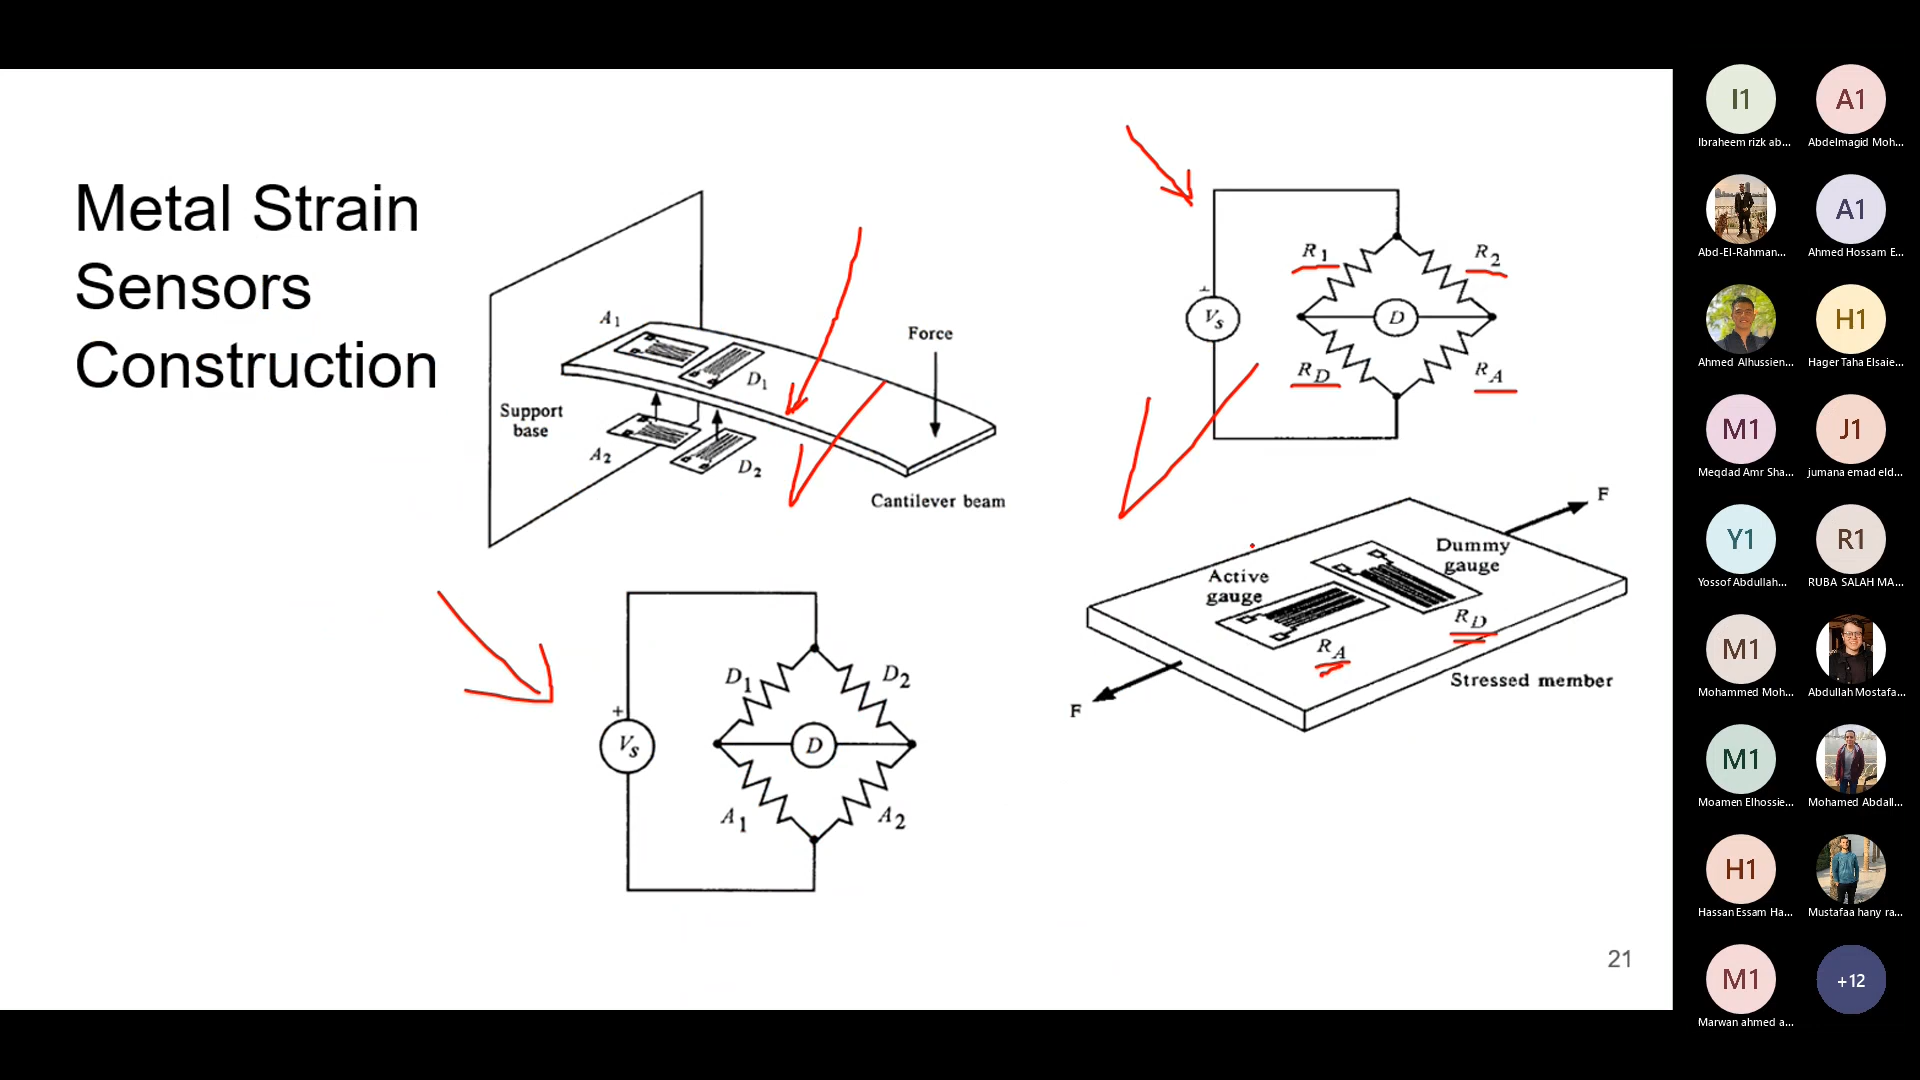 Metal Strain
Sensors
Construction
A1
D1
Force
Support
base
A2
D2
Cantilever beam
+
Vs
R1
R2
D
RD
RA
F
Dummy
gauge
Active
gauge
RD
RA
Stressed member
F
D1
D2
+
Vs
D
A1
A2
21
I1
Ibraheem rizk ab...
A1
Abdelmagid Moh...
Abd-El-Rahman...
A1
Ahmed Hossam E...
Ahmed Alhussien...
H1
Hager Taha Elsaie...
M1
Meqdad Amr Sha...
J1
jumana emad eld...
Y1
Yossof Abdullah...
R1
RUBA SALAH MA...
M1
Mohammed Moh...
Abdullah Mostafa...
M1
Moamen Elhossie...
Mohamed Abdall...
H1
Hassan Essam Ha...
Mustafaa hany ra...
M1
Marwan ahmed a...
+12